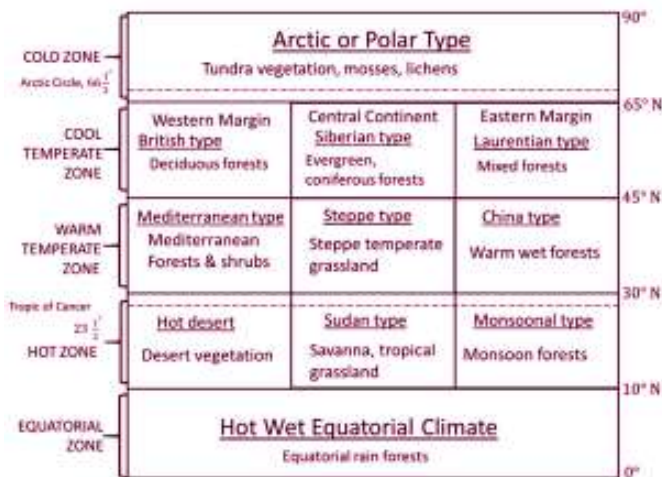 90°
Arctic or Polar Type
COLD ZONE
Tundra vegetation, mosses, lichens
Arctic Circle, 66 1/2°
65° N
Western Margin
British type
Deciduous forests
Central Continent
Siberian type
Evergreen,
coniferous forests
Eastern Margin
Laurentian type
Mixed forests
COOL
TEMPERATE
ZONE
45° N
Mediterranean type
Mediterranean
Forests & shrubs
Steppe type
Steppe temperate
grassland
China type
Warm wet forests
WARM
TEMPERATE
ZONE
30° N
Tropic of Cancer
23 1/2°
HOT ZONE
Hot desert
Desert vegetation
Sudan type
Savanna, tropical
grassland
Monsoonal type
Monsoon forests
10° N
EQUATORIAL
ZONE
Hot Wet Equatorial Climate
Equatorial rain forests
0°